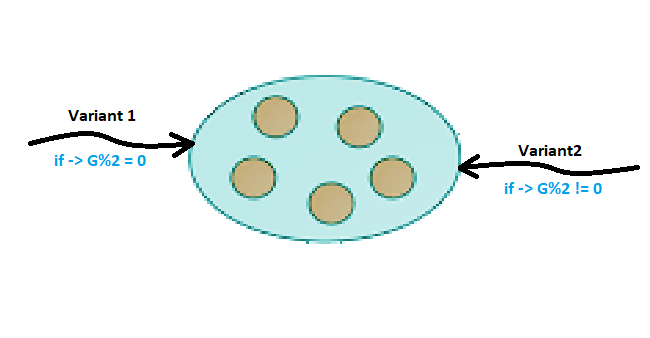 Variant 1
if -> G%2 = 0
Variant2
if -> G%2 != 0